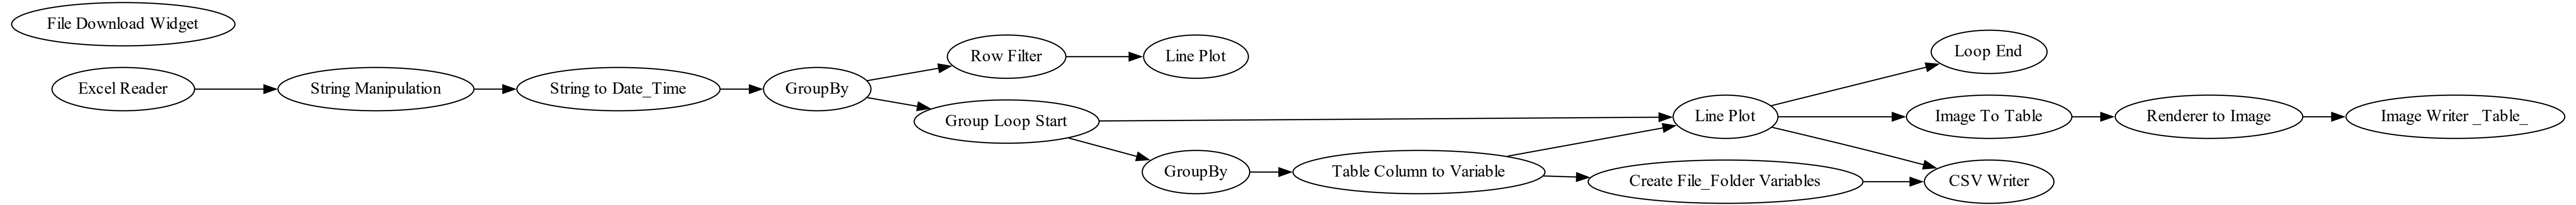 File Download Widget
Excel Reader
String Manipulation
String to Date_Time
GroupBy
Row Filter
Line Plot
Group Loop Start
GroupBy
Table Column to Variable
Create File_Folder Variables
Line Plot
Loop End
Image To Table
Renderer to Image
Image Writer _Table_
CSV Writer